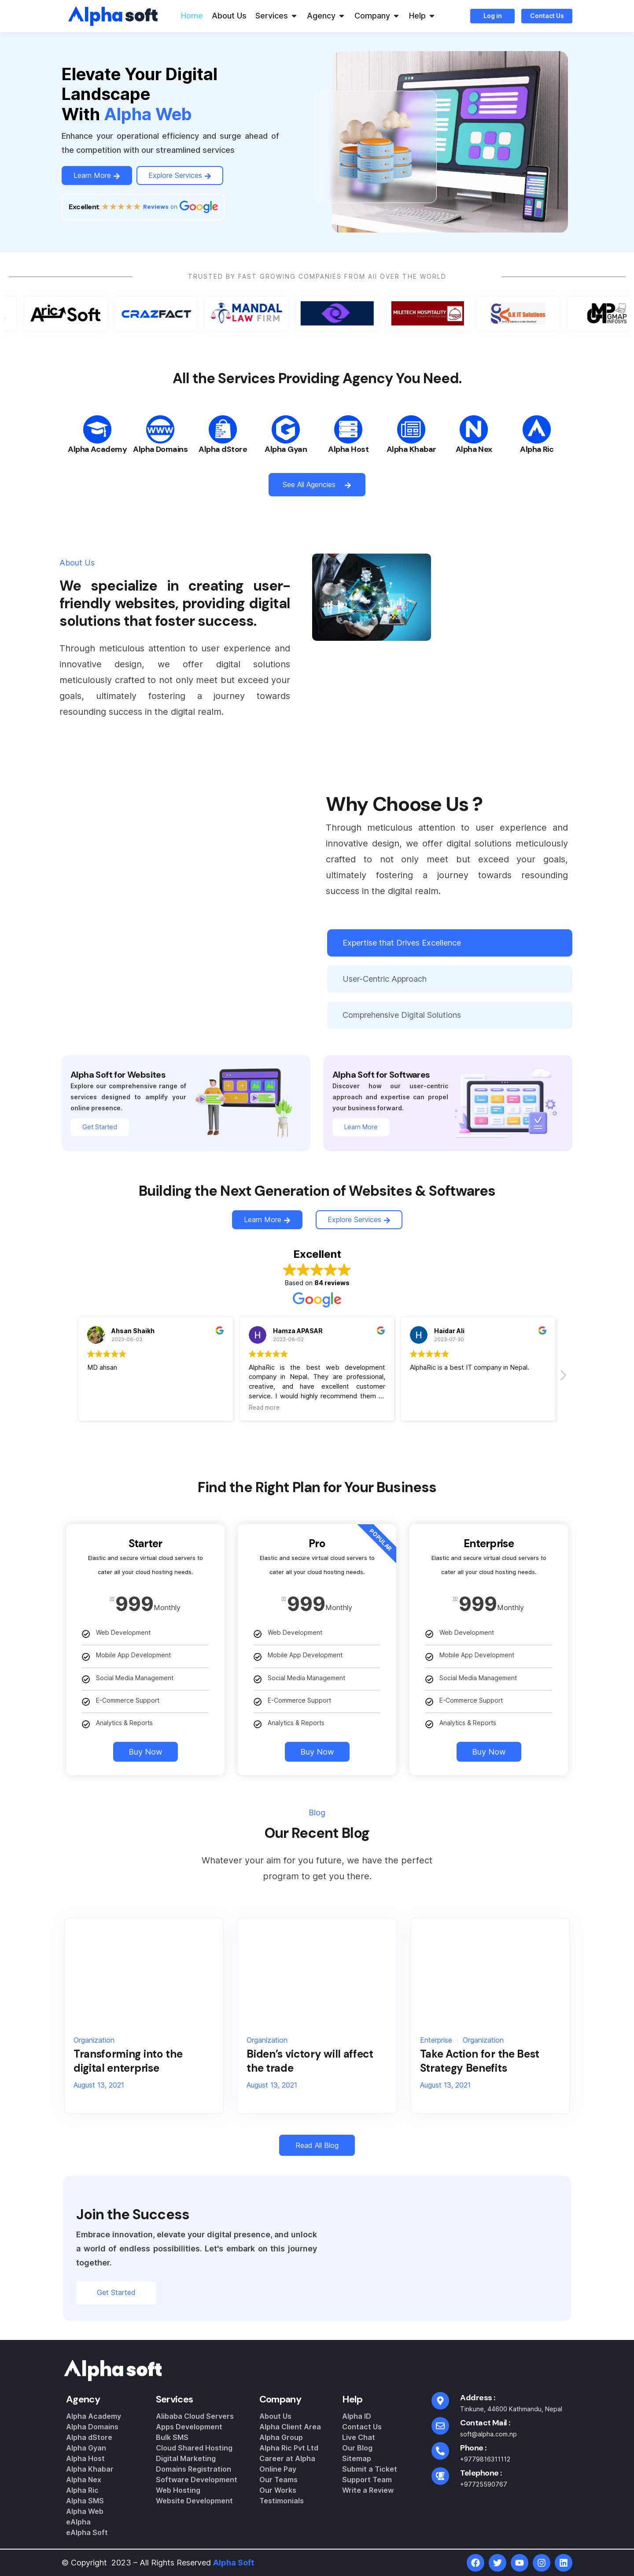 Alpha soft
Home About Us Services Agency Company Help Log in Contact Us
Elevate Your Digital
Landscape
With Alpha Web
Enhance your operational efficiency and surge ahead of
the competition with our streamlined services
Learn More Explore Services
Excellent Reviews on Google
TRUSTED BY FAST GROWING COMPANIES FROM All OVER THE WORLD
AricSoft
CRAZFACT
MANDAL
LAW FIRM
MILETECH HOSPITALITY
G.K IT Solutions
GMAP
INFOSYS
All the Services Providing Agency You Need.
WWW
Alpha Academy Alpha Domains Alpha dStore Alpha Gyan Alpha Host Alpha Khabar Alpha Nex Alpha Ric
See All Agencies
About Us
We specialize in creating user-
friendly websites, providing digital
solutions that foster success.
Through meticulous attention to user experience and
innovative design, we offer digital solutions
meticulously crafted to not only meet but exceed your
goals, ultimately fostering a journey towards
resounding success in the digital realm.
Why Choose Us ?
Through meticulous attention to user experience and
innovative design, we offer digital solutions meticulously
crafted to not only meet but exceed your goals,
ultimately fostering a journey towards resounding
success in the digital realm.
Expertise that Drives Excellence
User-Centric Approach
Comprehensive Digital Solutions
Alpha Soft for Websites
Explore our comprehensive range of
services designed to amplify your
online presence.
Get Started
Alpha Soft for Softwares
Discover how our user-centric
approach and expertise can propel
your business forward.
Learn More
Building the Next Generation of Websites & Softwares
Learn More Explore Services
Excellent
Based on 84 reviews
Google
Ahsan Shaikh
2023-08-03
MD ahsan
H
Hamza APASAR
2023-08-02
AlphaRic is the best web development
company in Nepal. They are professional,
creative, and have excellent customer
service. I would highly recommend them ...
Read more
H
Haidar Ali
2023-07-30
AlphaRic is a best IT company in Nepal.
Find the Right Plan for Your Business
Starter
Elastic and secure virtual cloud servers to
cater all your cloud hosting needs.
999 Monthly
Web Development
Mobile App Development
Social Media Management
E-Commerce Support
Analytics & Reports
Buy Now
POPULAR
Pro
Elastic and secure virtual cloud servers to
cater all your cloud hosting needs.
999 Monthly
Web Development
Mobile App Development
Social Media Management
E-Commerce Support
Analytics & Reports
Buy Now
Enterprise
Elastic and secure virtual cloud servers to
cater all your cloud hosting needs.
999 Monthly
Web Development
Mobile App Development
Social Media Management
E-Commerce Support
Analytics & Reports
Buy Now
Blog
Our Recent Blog
Whatever your aim for you future, we have the perfect
program to get you there.
Organization
Transforming into the
digital enterprise
August 13, 2021
Organization
Biden's victory will affect
the trade
August 13, 2021
Enterprise Organization
Take Action for the Best
Strategy Benefits
August 13, 2021
Read All Blog
Join the Success
Embrace innovation, elevate your digital presence, and unlock
a world of endless possibilities. Let's embark on this journey
together.
Get Started
Alpha soft
Agency
Alpha Academy
Alpha Domains
Alpha dStore
Alpha Gyan
Alpha Host
Alpha Khabar
Alpha Nex
Alpha Ric
Alpha SMS
Alpha Web
eAlpha
eAlpha Soft
Services
Alibaba Cloud Servers
Apps Development
Bulk SMS
Cloud Shared Hosting
Digital Marketing
Domains Registration
Software Development
Web Hosting
Website Development
Company
About Us
Alpha Client Area
Alpha Group
Alpha Ric Pvt Ltd
Career at Alpha
Online Pay
Our Teams
Our Works
Testimonials
Help
Alpha ID
Contact Us
Live Chat
Our Blog
Sitemap
Submit a Ticket
Support Team
Write a Review
Address :
Tinkune, 44600 Kathmandu, Nepal
Contact Mail :
soft@alpha.com.np
Phone :
+9779816311112
Telephone :
+97725590767
© Copyright 2023 – All Rights Reserved Alpha Soft